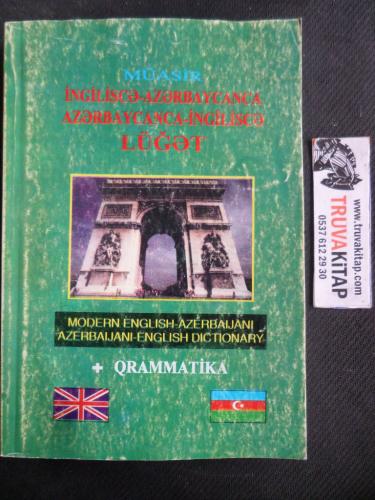 MÜASİR
İNGİLİSCƏ-AZƏRBAYCANCA
AZƏRBAYCANCA-İNGİLİSCƏ
LÜĞƏT
MODERN ENGLISH-AZERBAIJANI
AZERBAIJANI-ENGLISH DICTIONARY
+ QRAMMATİKA
www.truvakitap.com
TRUVAKiTAP
0537 612 29 30